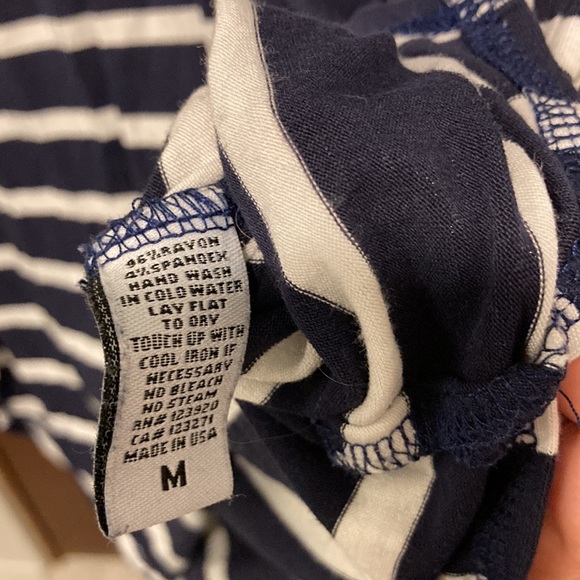 96% RAYON
4% SPANDEX
HAND WASH
IN COLD WATER
LAY FLAT
TO DRY
TOUCH UP WITH
COOL IRON IF
NECESSARY
NO BLEACH
NO STEAM
RN# 123920
CA# 123271
MADE IN USA
M